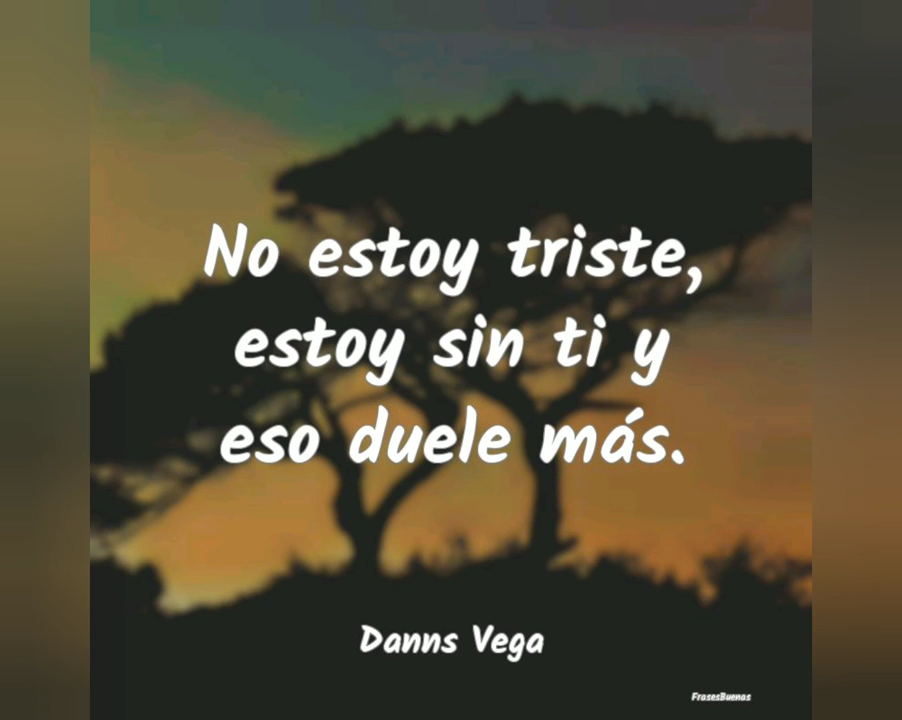 No estoy triste,
estoy sin ti y
eso duele más.
Danns Vega
FrasesBuenas